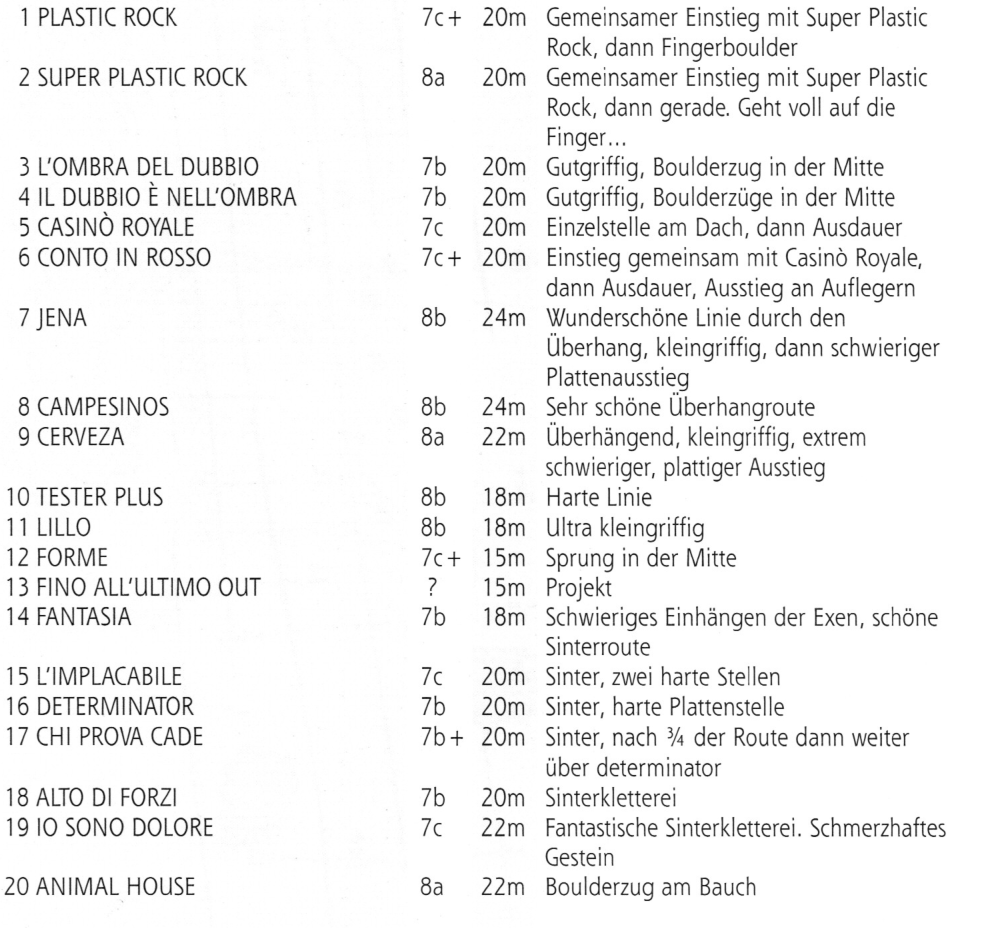 1 PLASTIC ROCK 7c+ 20m Gemeinsamer Einstieg mit Super Plastic
Rock, dann Fingerboulder
2 SUPER PLASTIC ROCK 8a 20m Gemeinsamer Einstieg mit Super Plastic
Rock, dann gerade. Geht voll auf die
Finger...
3 L'OMBRA DEL DUBBIO 7b 20m Gutgriffig, Boulderzug in der Mitte
4 IL DUBBIO È NELL'OMBRA 7b 20m Gutgriffig, Boulderzüge in der Mitte
5 CASINÒ ROYALE 7c 20m Einzelstelle am Dach, dann Ausdauer
6 CONTO IN ROSSO 7c+ 20m Einstieg gemeinsam mit Casinò Royale,
dann Ausdauer, Ausstieg an Auflegern
7 JENA 8b 24m Wunderschöne Linie durch den
Überhang, kleingriffig, dann schwieriger
Plattenausstieg
8 CAMPESINOS 8b 24m Sehr schöne Überhangroute
9 CERVEZA 8a 22m Überhängend, kleingriffig, extrem
schwieriger, plattiger Ausstieg
10 TESTER PLUS 8b 18m Harte Linie
11 LILLO 8b 18m Ultra kleingriffig
12 FORME 7c+ 15m Sprung in der Mitte
13 FINO ALL'ULTIMO OUT ? 15m Projekt
14 FANTASIA 7b 18m Schwieriges Einhängen der Exen, schöne
Sinterroute
15 L'IMPLACABILE 7c 20m Sinter, zwei harte Stellen
16 DETERMINATOR 7b 20m Sinter, harte Plattenstelle
17 CHI PROVA CADE 7b+ 20m Sinter, nach ¾ der Route dann weiter
über determinator
18 ALTO DI FORZI 7b 20m Sinterkletterei
19 IO SONO DOLORE 7c 22m Fantastische Sinterkletterei. Schmerzhaftes
Gestein
20 ANIMAL HOUSE 8a 22m Boulderzug am Bauch